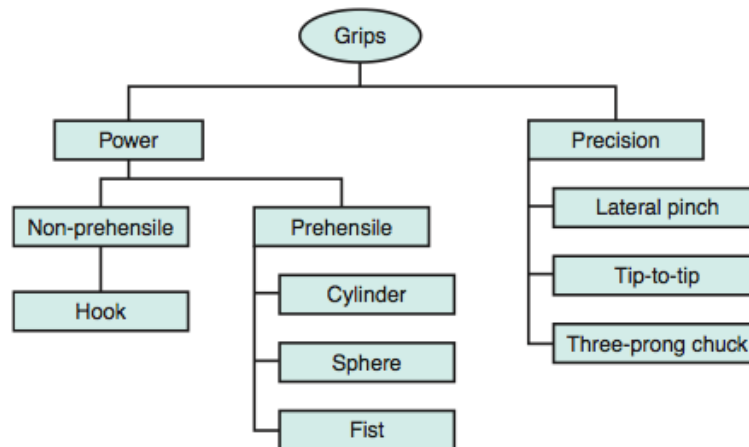 Grips
Power
Precision
Non-prehensile
Prehensile
Lateral pinch
Hook
Cylinder
Tip-to-tip
Sphere
Three-prong chuck
Fist